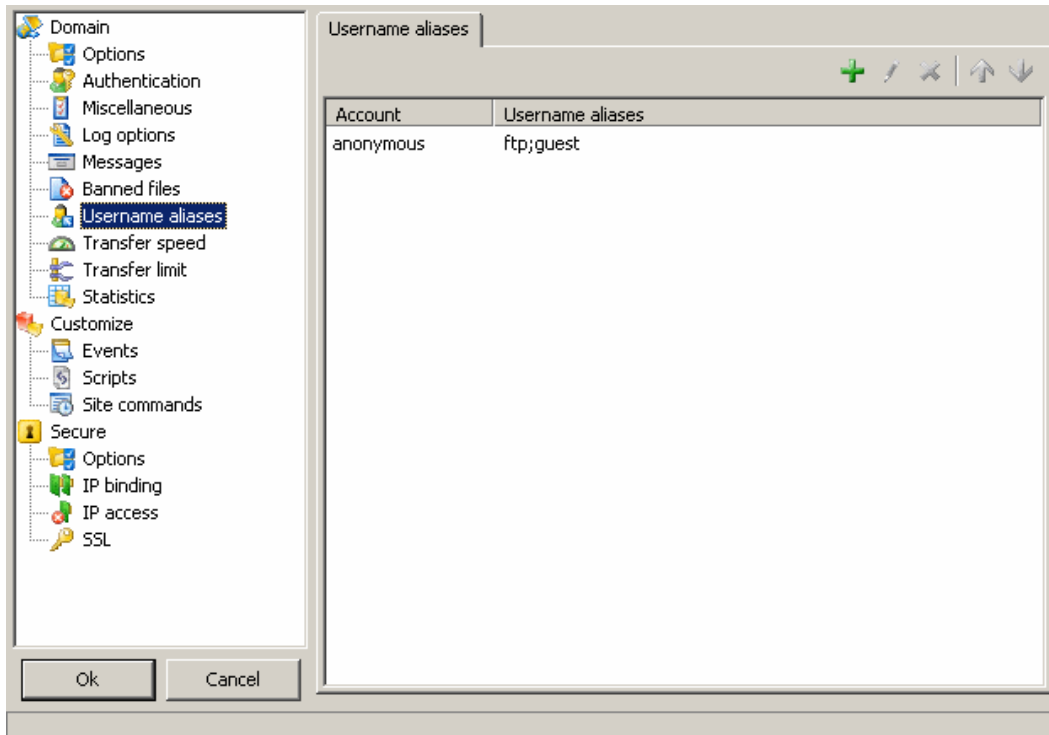 Domain
Options
Authentication
Miscellaneous
Log options
Messages
Banned files
Username aliases
Transfer speed
Transfer limit
Statistics
Customize
Events
Scripts
Site commands
Secure
Options
IP binding
IP access
SSL
Ok Cancel
Username aliases
Account Username aliases
anonymous ftp;guest